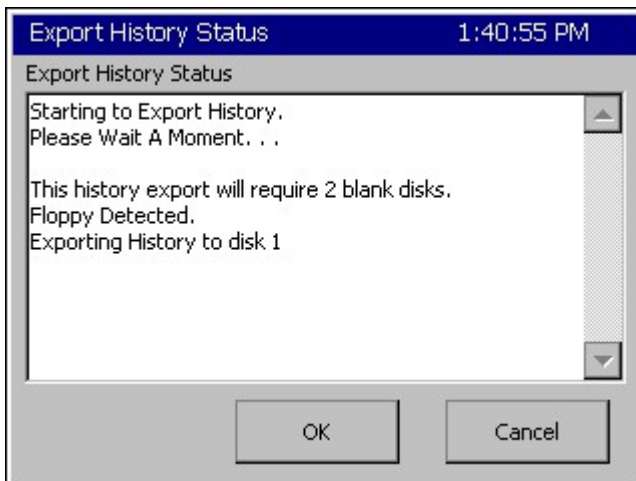 Export History Status 1:40:55 PM
Export History Status
Starting to Export History.
Please Wait A Moment. . .
This history export will require 2 blank disks.
Floppy Detected.
Exporting History to disk 1
OK Cancel